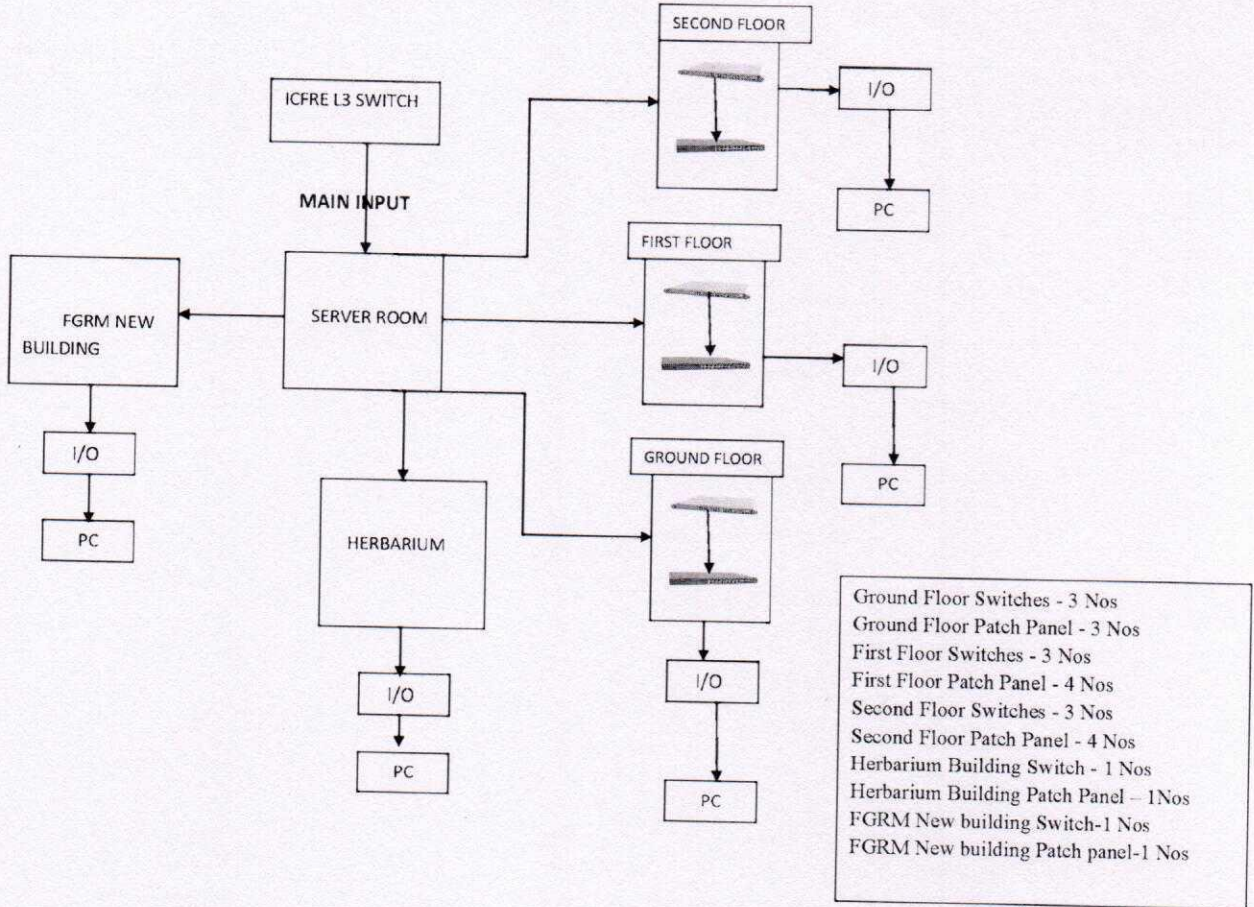 SECOND FLOOR
I/O
PC
ICFRE L3 SWITCH
MAIN INPUT
FIRST FLOOR
I/O
PC
FGRM NEW
BUILDING
SERVER ROOM
I/O
PC
HERBARIUM
I/O
PC
GROUND FLOOR
I/O
PC
Ground Floor Switches - 3 Nos
Ground Floor Patch Panel - 3 Nos
First Floor Switches - 3 Nos
First Floor Patch Panel - 4 Nos
Second Floor Switches - 3 Nos
Second Floor Patch Panel - 4 Nos
Herbarium Building Switch - 1 Nos
Herbarium Building Patch Panel – 1Nos
FGRM New building Switch-1 Nos
FGRM New building Patch panel-1 Nos